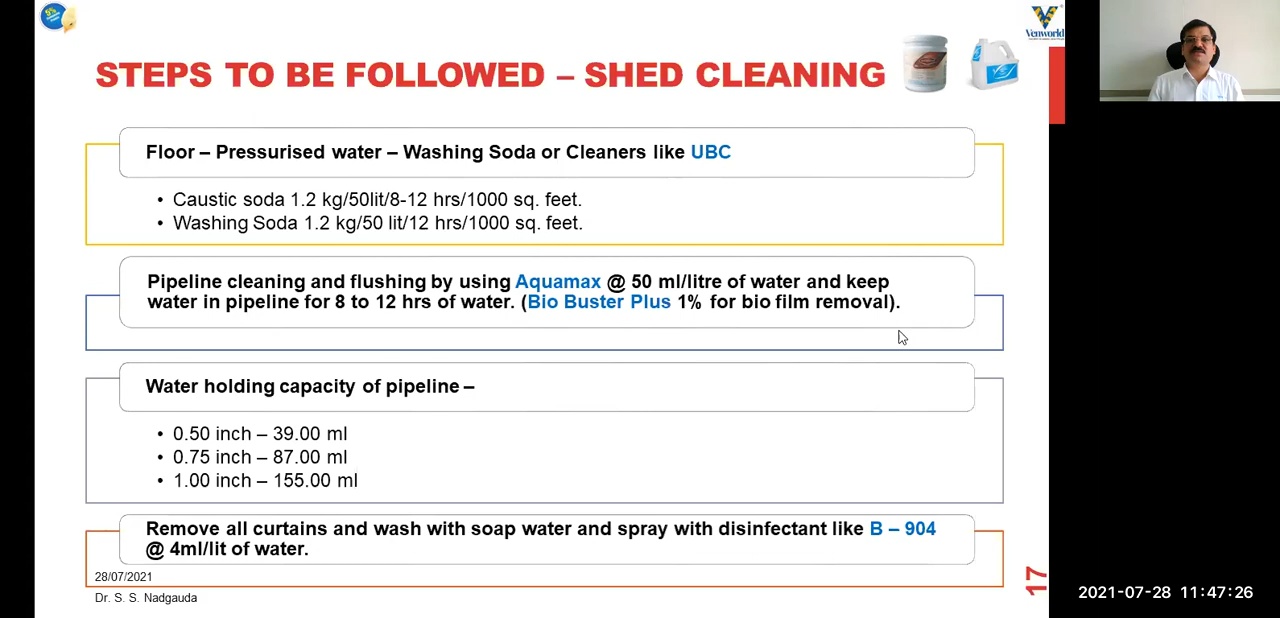 Venworld
STEPS TO BE FOLLOWED – SHED CLEANING
Floor – Pressurised water – Washing Soda or Cleaners like UBC
• Caustic soda 1.2 kg/50lit/8-12 hrs/1000 sq. feet.
• Washing Soda 1.2 kg/50 lit/12 hrs/1000 sq. feet.
Pipeline cleaning and flushing by using Aquamax @ 50 ml/litre of water and keep
water in pipeline for 8 to 12 hrs of water. (Bio Buster Plus 1% for bio film removal).
Water holding capacity of pipeline –
• 0.50 inch – 39.00 ml
• 0.75 inch – 87.00 ml
• 1.00 inch – 155.00 ml
Remove all curtains and wash with soap water and spray with disinfectant like B – 904
@ 4ml/lit of water.
28/07/2021
Dr. S. S. Nadgauda
17
2021-07-28 11:47:26